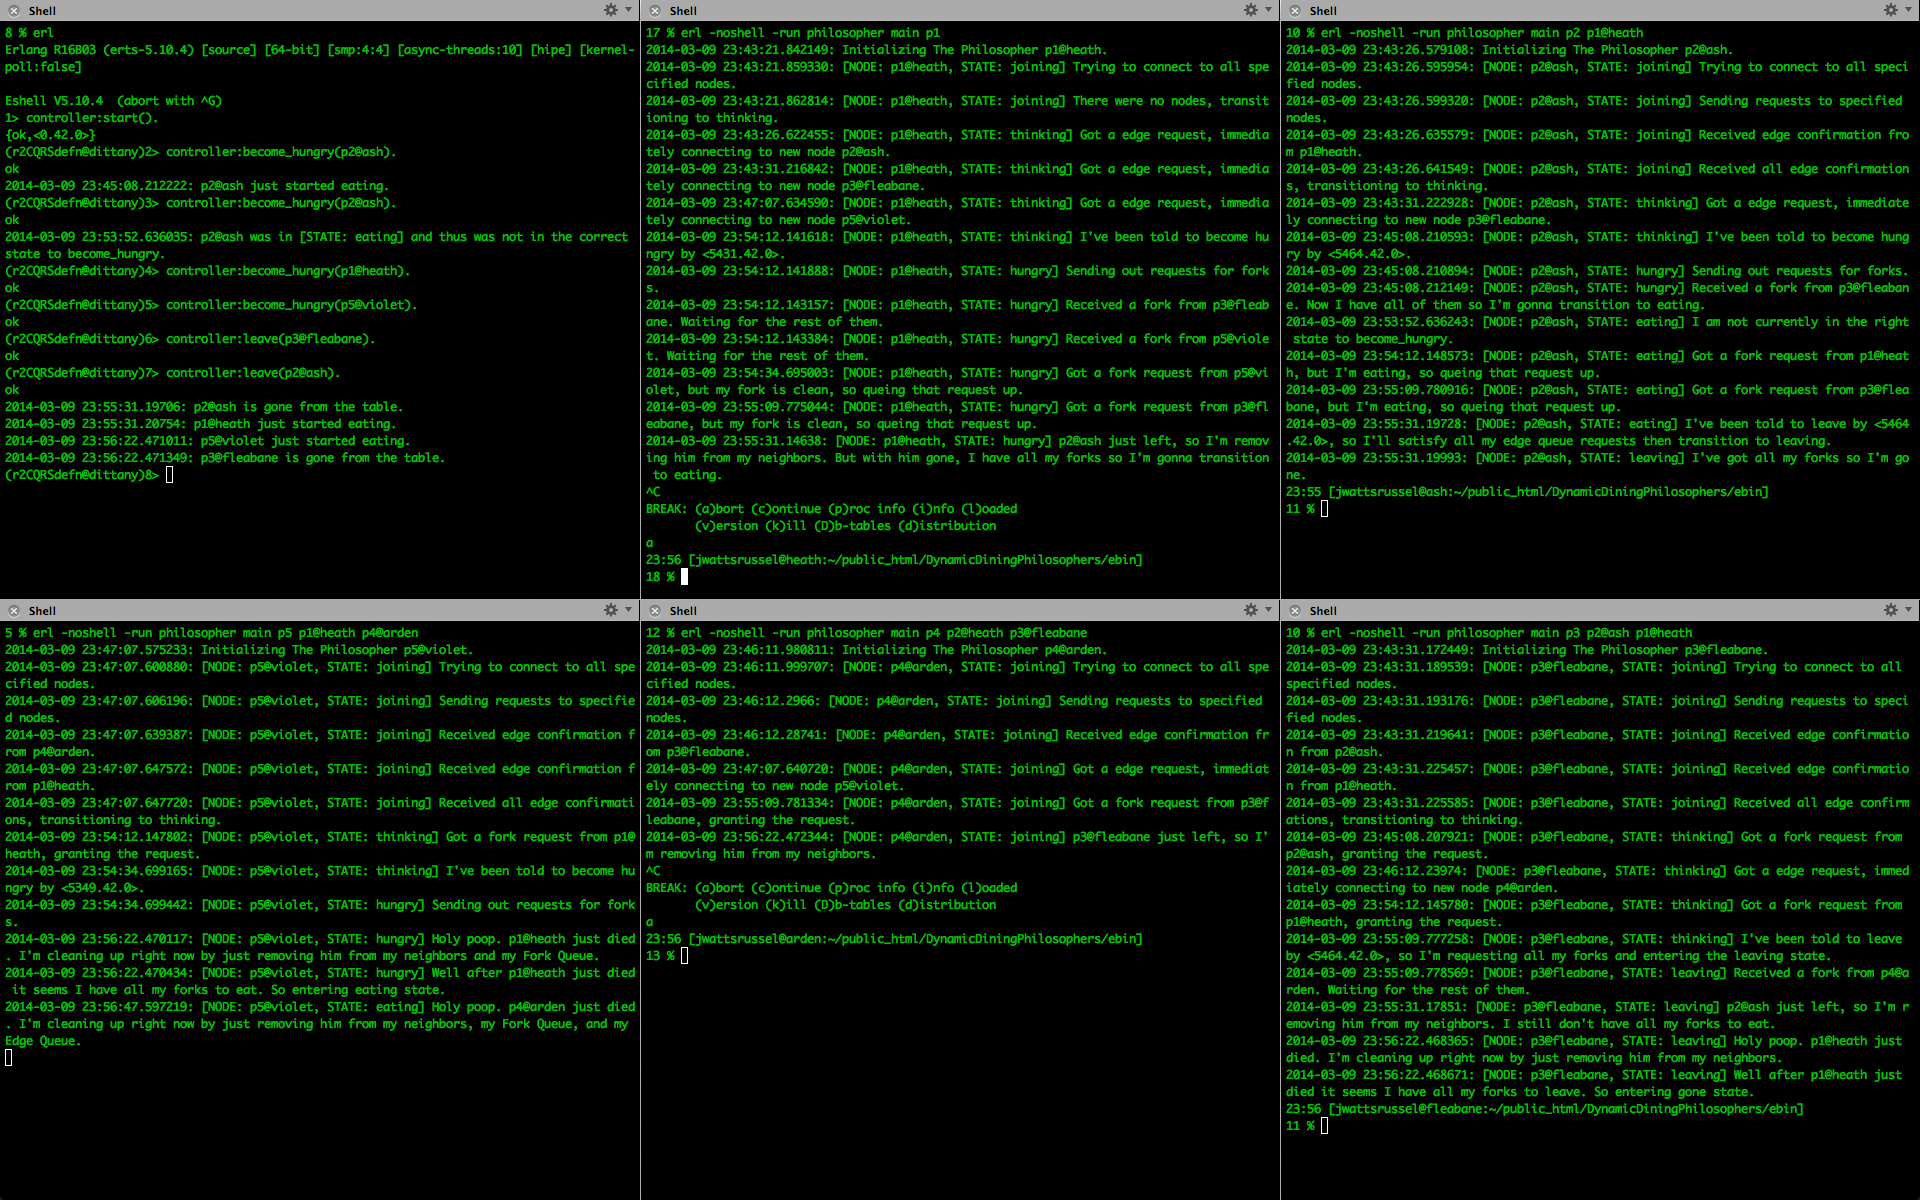 Shell
8 % erl
Erlang R16B03 (erts-5.10.4) [source] [64-bit] [smp:4:4] [async-threads:10] [hipe] [kernel-
poll:false]
Eshell V5.10.4  (abort with ^G)
1> controller:start().
{ok,<0.42.0>}
(r2CQRSdefn@dittany)2> controller:become_hungry(p2@ash).
ok
2014-03-09 23:45:08.212222: p2@ash just started eating.
(r2CQRSdefn@dittany)3> controller:become_hungry(p2@ash).
ok
2014-03-09 23:53:52.636035: p2@ash was in [STATE: eating] and thus was not in the correct
state to become_hungry.
(r2CQRSdefn@dittany)4> controller:become_hungry(p1@heath).
ok
(r2CQRSdefn@dittany)5> controller:become_hungry(p5@violet).
ok
(r2CQRSdefn@dittany)6> controller:leave(p3@fleabane).
ok
(r2CQRSdefn@dittany)7> controller:leave(p2@ash).
ok
2014-03-09 23:55:31.19706: p2@ash is gone from the table.
2014-03-09 23:55:31.20754: p1@heath just started eating.
2014-03-09 23:56:22.471011: p5@violet just started eating.
2014-03-09 23:56:22.471349: p3@fleabane is gone from the table.
(r2CQRSdefn@dittany)8>
Shell
17 % erl -noshell -run philosopher main p1
2014-03-09 23:43:21.842149: Initializing The Philosopher p1@heath.
2014-03-09 23:43:21.859330: [NODE: p1@heath, STATE: joining] Trying to connect to all spe
cified nodes.
2014-03-09 23:43:21.862814: [NODE: p1@heath, STATE: joining] There were no nodes, transit
ioning to thinking.
2014-03-09 23:43:26.622455: [NODE: p1@heath, STATE: thinking] Got a edge request, immedia
tely connecting to new node p2@ash.
2014-03-09 23:43:31.216842: [NODE: p1@heath, STATE: thinking] Got a edge request, immedia
tely connecting to new node p3@fleabane.
2014-03-09 23:47:07.634590: [NODE: p1@heath, STATE: thinking] Got a edge request, immedia
tely connecting to new node p5@violet.
2014-03-09 23:54:12.141618: [NODE: p1@heath, STATE: thinking] I've been told to become hu
ngry by <5431.42.0>.
2014-03-09 23:54:12.141888: [NODE: p1@heath, STATE: hungry] Sending out requests for fork
s.
2014-03-09 23:54:12.143157: [NODE: p1@heath, STATE: hungry] Received a fork from p3@fleab
ane. Waiting for the rest of them.
2014-03-09 23:54:12.143384: [NODE: p1@heath, STATE: hungry] Received a fork from p5@viole
t. Waiting for the rest of them.
2014-03-09 23:54:34.695003: [NODE: p1@heath, STATE: hungry] Got a fork request from p5@vi
olet, but my fork is clean, so queing that request up.
2014-03-09 23:55:09.775044: [NODE: p1@heath, STATE: hungry] Got a fork request from p3@fl
eabane, but my fork is clean, so queing that request up.
2014-03-09 23:55:31.14638: [NODE: p1@heath, STATE: hungry] p2@ash just left, so I'm remov
ing him from my neighbors. But with him gone, I have all my forks so I'm gonna transition
to eating.
^C
BREAK: (a)bort (c)ontinue (p)roc info (i)nfo (l)oaded
(v)ersion (k)ill (D)b-tables (d)istribution
a
23:56 [jwattsrussel@heath:~/public_html/DynamicDiningPhilosophers/ebin]
18 %
Shell
10 % erl -noshell -run philosopher main p2 p1@heath
2014-03-09 23:43:26.579108: Initializing The Philosopher p2@ash.
2014-03-09 23:43:26.595954: [NODE: p2@ash, STATE: joining] Trying to connect to all speci
fied nodes.
2014-03-09 23:43:26.599320: [NODE: p2@ash, STATE: joining] Sending requests to specified
nodes.
2014-03-09 23:43:26.635579: [NODE: p2@ash, STATE: joining] Received edge confirmation fro
m p1@heath.
2014-03-09 23:43:26.641549: [NODE: p2@ash, STATE: joining] Received all edge confirmation
s, transitioning to thinking.
2014-03-09 23:43:31.222928: [NODE: p2@ash, STATE: thinking] Got a edge request, immediate
ly connecting to new node p3@fleabane.
2014-03-09 23:45:08.210593: [NODE: p2@ash, STATE: thinking] I've been told to become hung
ry by <5464.42.0>.
2014-03-09 23:45:08.210894: [NODE: p2@ash, STATE: hungry] Sending out requests for forks.
2014-03-09 23:45:08.212149: [NODE: p2@ash, STATE: hungry] Received a fork from p3@fleaban
e. Now I have all of them so I'm gonna transition to eating.
2014-03-09 23:53:52.636243: [NODE: p2@ash, STATE: eating] I am not currently in the right
state to become_hungry.
2014-03-09 23:54:12.148573: [NODE: p2@ash, STATE: eating] Got a fork request from p1@heat
h, but I'm eating, so queing that request up.
2014-03-09 23:55:09.780916: [NODE: p2@ash, STATE: eating] Got a fork request from p3@flea
bane, but I'm eating, so queing that request up.
2014-03-09 23:55:31.19728: [NODE: p2@ash, STATE: eating] I've been told to leave by <5464
.42.0>, so I'll satisfy all my edge queue requests then transition to leaving.
2014-03-09 23:55:31.19993: [NODE: p2@ash, STATE: leaving] I've got all my forks so I'm go
ne.
23:55 [jwattsrussel@ash:~/public_html/DynamicDiningPhilosophers/ebin]
11 %
Shell
5 % erl -noshell -run philosopher main p5 p1@heath p4@arden
2014-03-09 23:47:07.575233: Initializing The Philosopher p5@violet.
2014-03-09 23:47:07.600880: [NODE: p5@violet, STATE: joining] Trying to connect to all spe
cified nodes.
2014-03-09 23:47:07.606196: [NODE: p5@violet, STATE: joining] Sending requests to specifie
d nodes.
2014-03-09 23:47:07.639387: [NODE: p5@violet, STATE: joining] Received edge confirmation f
rom p4@arden.
2014-03-09 23:47:07.647572: [NODE: p5@violet, STATE: joining] Received edge confirmation f
rom p1@heath.
2014-03-09 23:47:07.647720: [NODE: p5@violet, STATE: joining] Received all edge confirmati
ons, transitioning to thinking.
2014-03-09 23:54:12.147802: [NODE: p5@violet, STATE: thinking] Got a fork request from p1@
heath, granting the request.
2014-03-09 23:54:34.699165: [NODE: p5@violet, STATE: thinking] I've been told to become hu
ngry by <5349.42.0>.
2014-03-09 23:54:34.699442: [NODE: p5@violet, STATE: hungry] Sending out requests for fork
s.
2014-03-09 23:56:22.470117: [NODE: p5@violet, STATE: hungry] Holy poop. p1@heath just died
. I'm cleaning up right now by just removing him from my neighbors and my Fork Queue.
2014-03-09 23:56:22.470434: [NODE: p5@violet, STATE: hungry] Well after p1@heath just died
it seems I have all my forks to eat. So entering eating state.
2014-03-09 23:56:47.597219: [NODE: p5@violet, STATE: eating] Holy poop. p4@arden just died
. I'm cleaning up right now by just removing him from my neighbors, my Fork Queue, and my
Edge Queue.
Shell
12 % erl -noshell -run philosopher main p4 p2@heath p3@fleabane
2014-03-09 23:46:11.980811: Initializing The Philosopher p4@arden.
2014-03-09 23:46:11.999707: [NODE: p4@arden, STATE: joining] Trying to connect to all spe
cified nodes.
2014-03-09 23:46:12.2966: [NODE: p4@arden, STATE: joining] Sending requests to specified
nodes.
2014-03-09 23:46:12.28741: [NODE: p4@arden, STATE: joining] Received edge confirmation fr
om p3@fleabane.
2014-03-09 23:47:07.640720: [NODE: p4@arden, STATE: joining] Got a edge request, immediat
ely connecting to new node p5@violet.
2014-03-09 23:55:09.781334: [NODE: p4@arden, STATE: joining] Got a fork request from p3@f
leabane, granting the request.
2014-03-09 23:56:22.472344: [NODE: p4@arden, STATE: joining] p3@fleabane just left, so I'
m removing him from my neighbors.
^C
BREAK: (a)bort (c)ontinue (p)roc info (i)nfo (l)oaded
(v)ersion (k)ill (D)b-tables (d)istribution
a
23:56 [jwattsrussel@arden:~/public_html/DynamicDiningPhilosophers/ebin]
13 %
Shell
10 % erl -noshell -run philosopher main p3 p2@ash p1@heath
2014-03-09 23:43:31.172449: Initializing The Philosopher p3@fleabane.
2014-03-09 23:43:31.189539: [NODE: p3@fleabane, STATE: joining] Trying to connect to all
specified nodes.
2014-03-09 23:43:31.193176: [NODE: p3@fleabane, STATE: joining] Sending requests to speci
fied nodes.
2014-03-09 23:43:31.219641: [NODE: p3@fleabane, STATE: joining] Received edge confirmatio
n from p2@ash.
2014-03-09 23:43:31.225457: [NODE: p3@fleabane, STATE: joining] Received edge confirmatio
n from p1@heath.
2014-03-09 23:43:31.225585: [NODE: p3@fleabane, STATE: joining] Received all edge confirm
ations, transitioning to thinking.
2014-03-09 23:45:08.207921: [NODE: p3@fleabane, STATE: thinking] Got a fork request from
p2@ash, granting the request.
2014-03-09 23:46:12.23974: [NODE: p3@fleabane, STATE: thinking] Got a edge request, immed
iately connecting to new node p4@arden.
2014-03-09 23:54:12.145780: [NODE: p3@fleabane, STATE: thinking] Got a fork request from
p1@heath, granting the request.
2014-03-09 23:55:09.777258: [NODE: p3@fleabane, STATE: thinking] I've been told to leave
by <5464.42.0>, so I'm requesting all my forks and entering the leaving state.
2014-03-09 23:55:09.778569: [NODE: p3@fleabane, STATE: leaving] Received a fork from p4@a
rden. Waiting for the rest of them.
2014-03-09 23:55:31.17851: [NODE: p3@fleabane, STATE: leaving] p2@ash just left, so I'm r
emoving him from my neighbors. I still don't have all my forks to eat.
2014-03-09 23:56:22.468365: [NODE: p3@fleabane, STATE: leaving] Holy poop. p1@heath just
died. I'm cleaning up right now by just removing him from my neighbors.
2014-03-09 23:56:22.468671: [NODE: p3@fleabane, STATE: leaving] Well after p1@heath just
died it seems I have all my forks to leave. So entering gone state.
23:56 [jwattsrussel@fleabane:~/public_html/DynamicDiningPhilosophers/ebin]
11 %